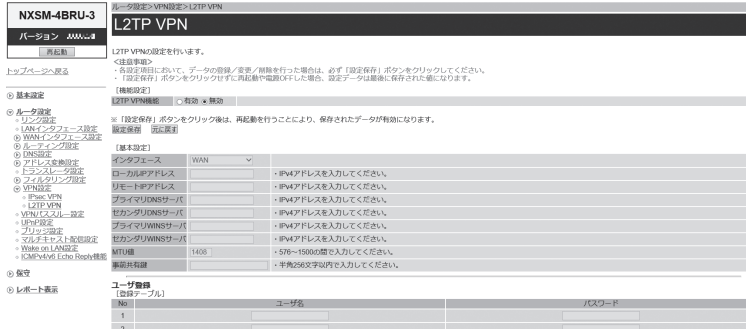 NXSM-4BRU-3
バージョン
再起動
トップページへ戻る
基本設定
ルータ設定
リンク設定
LANインタフェース設定
WANインタフェース設定
ルーティング設定
DNS設定
アドレス変換設定
トランスレータ設定
フィルタリング設定
VPN設定
IPsec VPN
L2TP VPN
VPNパススルー設定
UPnP設定
ブリッジ設定
マルチキャスト配信設定
Wake on LAN設定
ICMPv4/v6 Echo Reply機能
保守
レポート表示
ルータ設定>VPN設定>L2TP VPN
L2TP VPN
L2TP VPNの設定を行います。
<注意事項>
・各設定項目において、データの登録/変更/削除を行った場合は、必ず「設定保存」ボタンをクリックしてください。
・「設定保存」ボタンをクリックせずに再起動や電源OFFした場合、設定データは最後に保存された値になります。
[機能設定]
L2TP VPN機能 有効 無効
※「設定保存」ボタンをクリック後は、再起動を行うことにより、保存されたデータが有効になります。
設定保存 元に戻す
[基本設定]
インタフェース WAN
ローカルIPアドレス ・IPv4アドレスを入力してください。
リモートIPアドレス ・IPv4アドレスを入力してください。
プライマリDNSサーバ ・IPv4アドレスを入力してください。
セカンダリDNSサーバ ・IPv4アドレスを入力してください。
プライマリWINSサーバ ・IPv4アドレスを入力してください。
セカンダリWINSサーバ ・IPv4アドレスを入力してください。
MTU値 1408 ・576～1500の間で入力してください。
事前共有鍵 ・半角256文字以内で入力してください。
ユーザ登録
[登録テーブル]
No ユーザ名 パスワード
1
2